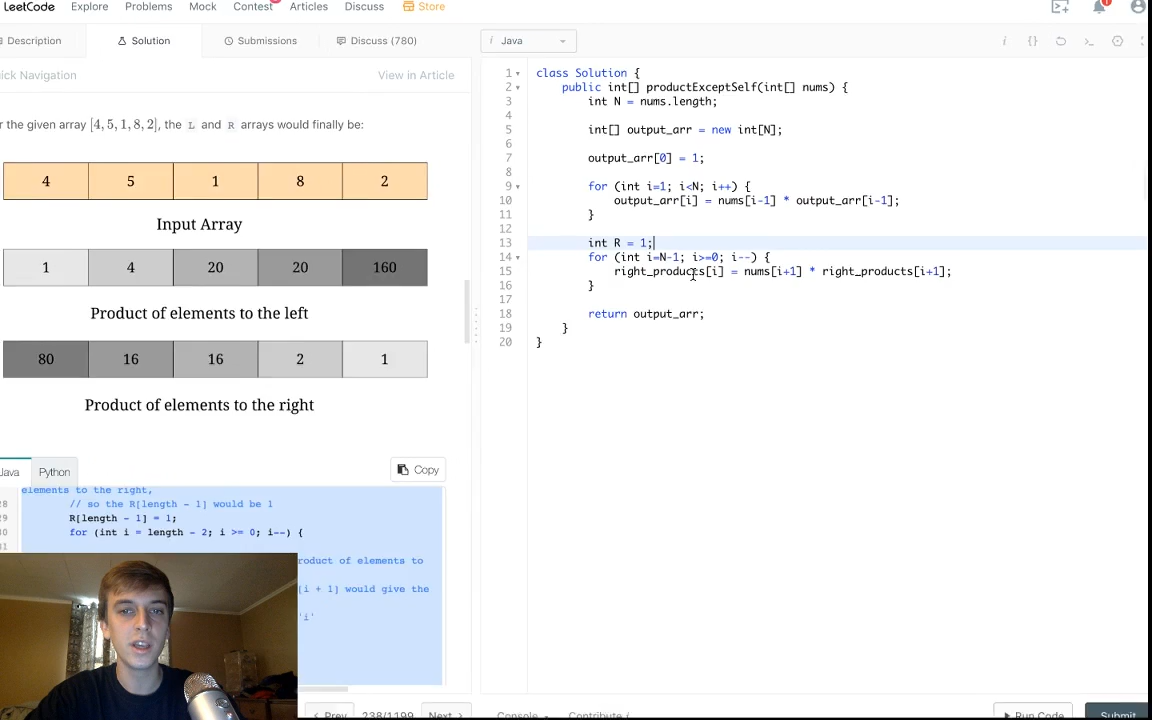 LeetCode Explore Problems Mock Contest Articles Discuss Store
Description Solution Submissions Discuss (780) i Java
Navigation View in Article
the given array [4, 5, 1, 8, 2], the L and R arrays would finally be:
4 5 1 8 2
Input Array
1 4 20 20 160
Product of elements to the left
80 16 16 2 1
Product of elements to the right
Java Python Copy
elements to the right,
// so the R[length - 1] would be 1
R[length - 1] = 1;
for (int i = length - 2; i >= 0; i--) {
roduct of elements to
[i + 1] would give the
'i'
Prev 238/1199 Next
1 class Solution {
2 public int[] productExceptSelf(int[] nums) {
3 int N = nums.length;
4
5 int[] output_arr = new int[N];
6
7 output_arr[0] = 1;
8
9 for (int i=1; i<N; i++) {
10 output_arr[i] = nums[i-1] * output_arr[i-1];
11 }
12
13 int R = 1;
14 for (int i=N-1; i>=0; i--) {
15 right_products[i] = nums[i+1] * right_products[i+1];
16 }
17
18 return output_arr;
19 }
20 }
Console Contribute Run Code Submit